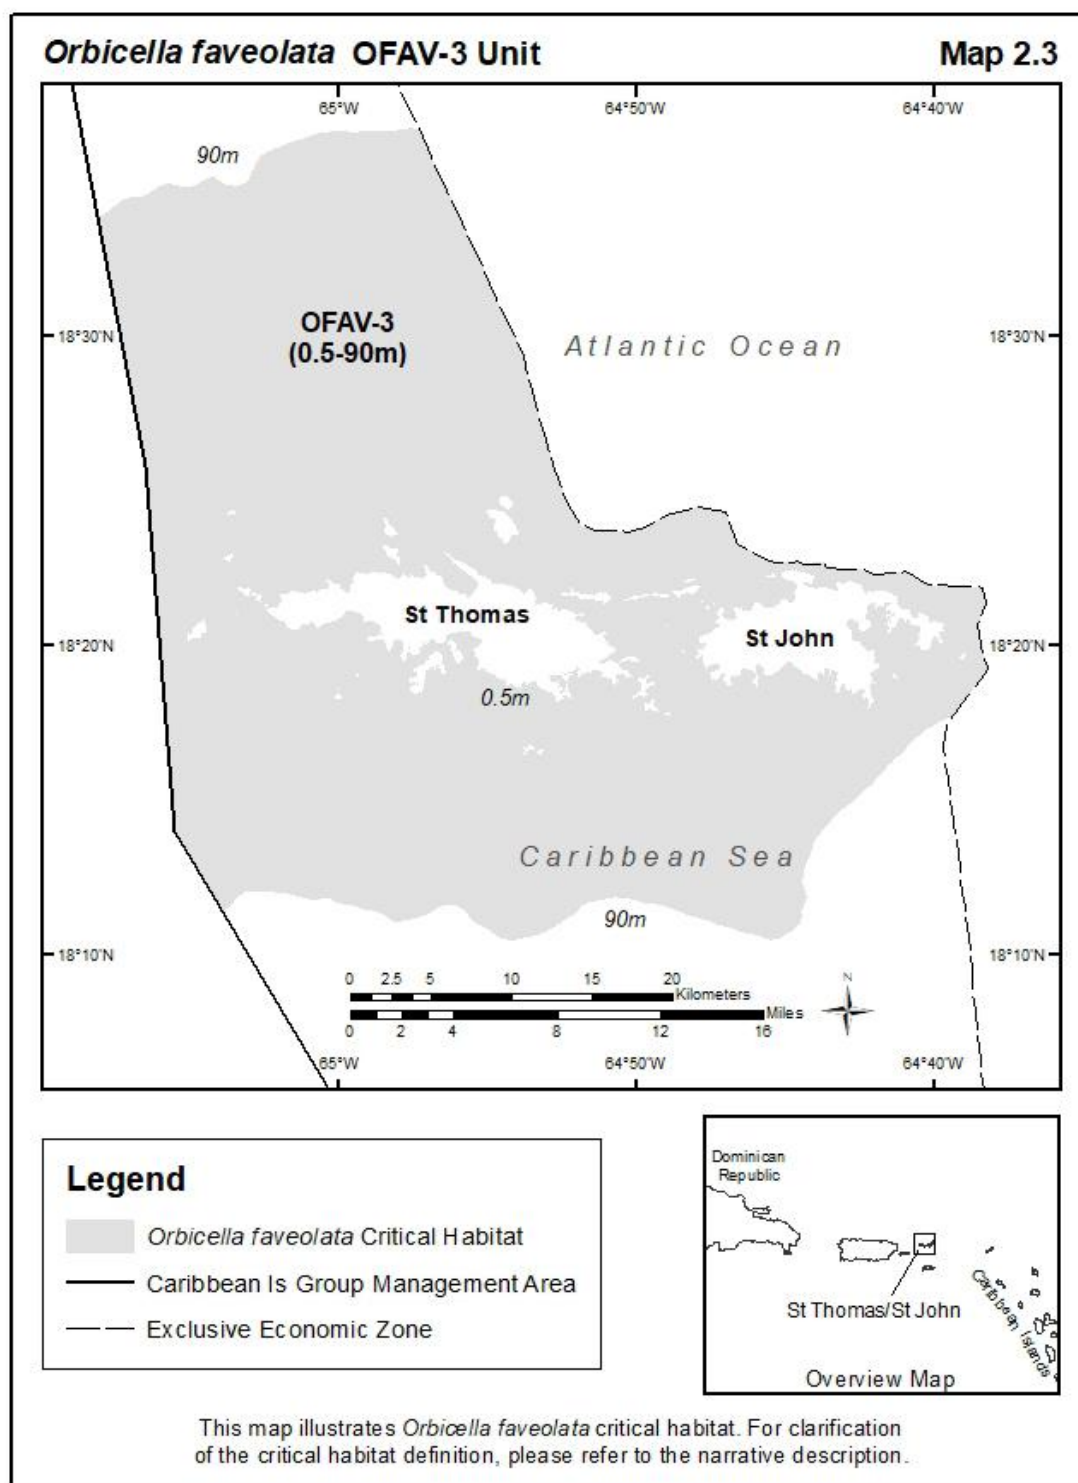 Orbicella faveolata OFAV-3 Unit
Map 2.3
65°W
64°50'W
64°40'W
90m
OFAV-3
(0.5-90m)
18°30'N
18°30'N
Atlantic Ocean
St Thomas
St John
18°20'N
18°20'N
0.5m
Caribbean Sea
90m
18°10'N
18°10'N
0 2.5 5 10 15 20
Kilometers
N
Miles
0 2 4 8 12 16
65°W
64°50'W
64°40'W
Legend
Orbicella faveolata Critical Habitat
Caribbean Is Group Management Area
Exclusive Economic Zone
Dominican
Republic
St Thomas/St John
Caribbean Islands
Overview Map
This map illustrates Orbicella faveolata critical habitat. For clarification
of the critical habitat definition, please refer to the narrative description.